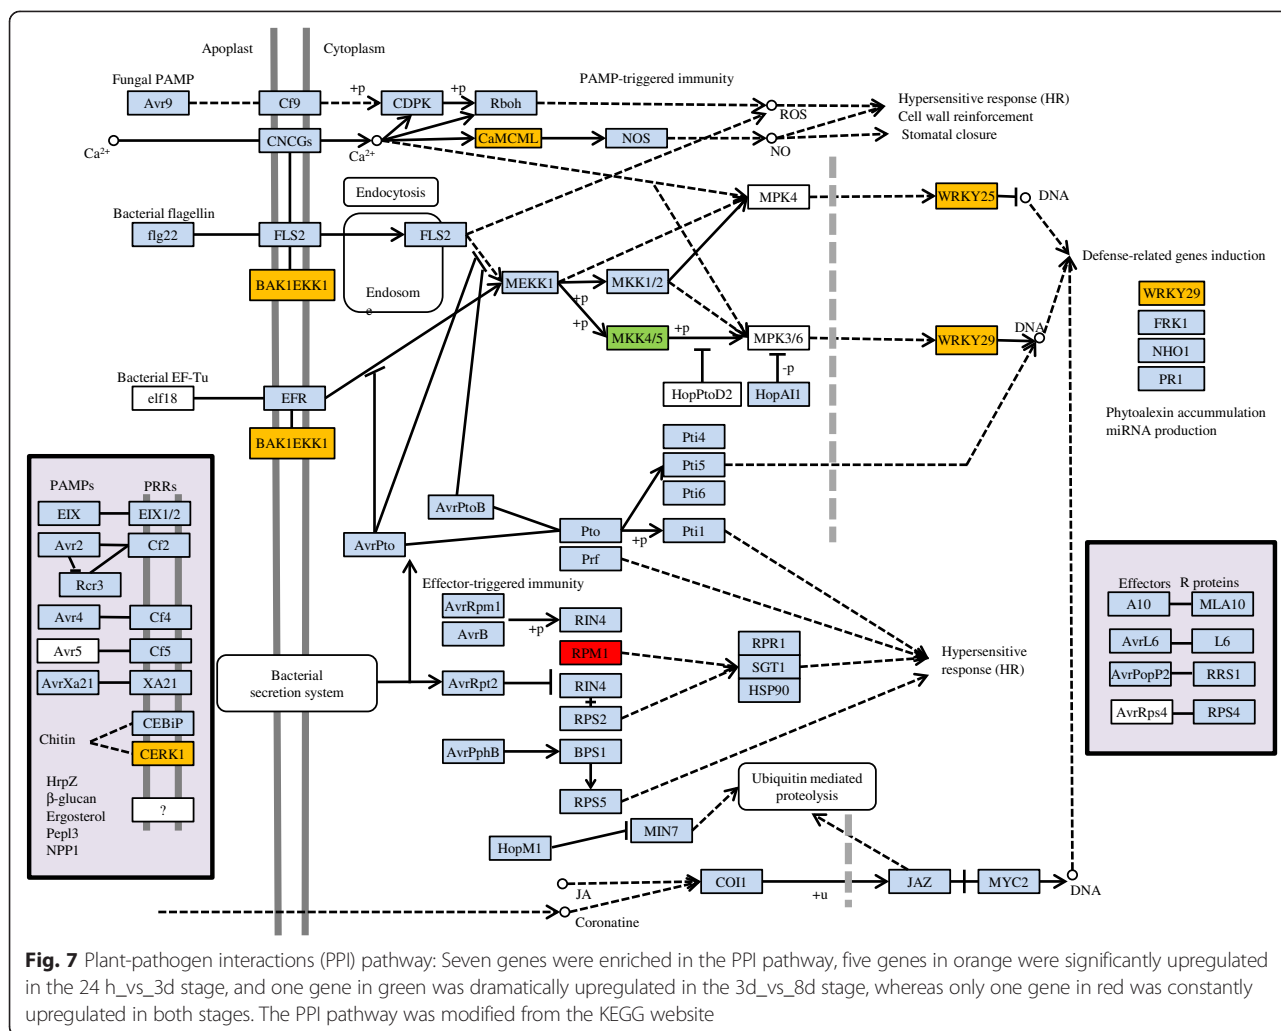 Apoplast Cytoplasm
Fungal PAMP
PAMP-triggered immunity
+p +p
Avr9 Cf9 CDPK Rboh
ROS
Hypersensitive response (HR)
Cell wall reinforcement
Stomatal closure
Ca²⁺ CNCGs Ca²⁺ CaMCML NOS NO
Endocytosis
MPK4 WRKY25 DNA
Bacterial flagellin
flg22 FLS2 FLS2
Defense-related genes induction
BAK1EKK1
Endosom
e
MEKK1 MKK1/2
+p
+p
WRKY29
FRK1
NHO1
PR1
MKK4/5 +p MPK3/6 WRKY29 DNA
-p
HopPtoD2 HopAI1
Bacterial EF-Tu
elf18 EFR
BAK1EKK1
Phytoalexin accummulation
miRNA production
Pti4
Pti5
Pti6
AvrPtoB
AvrPto Pto +p Pti1
Prf
PAMPs PRRs
EIX EIX1/2
Avr2 Cf2
Rcr3
Avr4 Cf4
Avr5 Cf5
AvrXa21 XA21
CEBiP
Chitin
CERK1
HrpZ
β-glucan
Ergosterol
Pepl3
NPP1
?
Effector-triggered immunity
AvrRpm1
AvrB
+p
RIN4
RPM1
Bacterial
secretion system
AvrRpt2 RIN4
RPS2
RPR1
SGT1
HSP90
Hypersensitive
response (HR)
AvrPphB BPS1
RPS5
Ubiquitin mediated
proteolysis
HopM1 MIN7
JA
Coronatine
COI1 +u JAZ MYC2 DNA
Effectors R proteins
A10 MLA10
AvrL6 L6
AvrPopP2 RRS1
AvrRps4 RPS4
Fig. 7 Plant-pathogen interactions (PPI) pathway: Seven genes were enriched in the PPI pathway, five genes in orange were significantly upregulated
in the 24 h_vs_3d stage, and one gene in green was dramatically upregulated in the 3d_vs_8d stage, whereas only one gene in red was constantly
upregulated in both stages. The PPI pathway was modified from the KEGG website